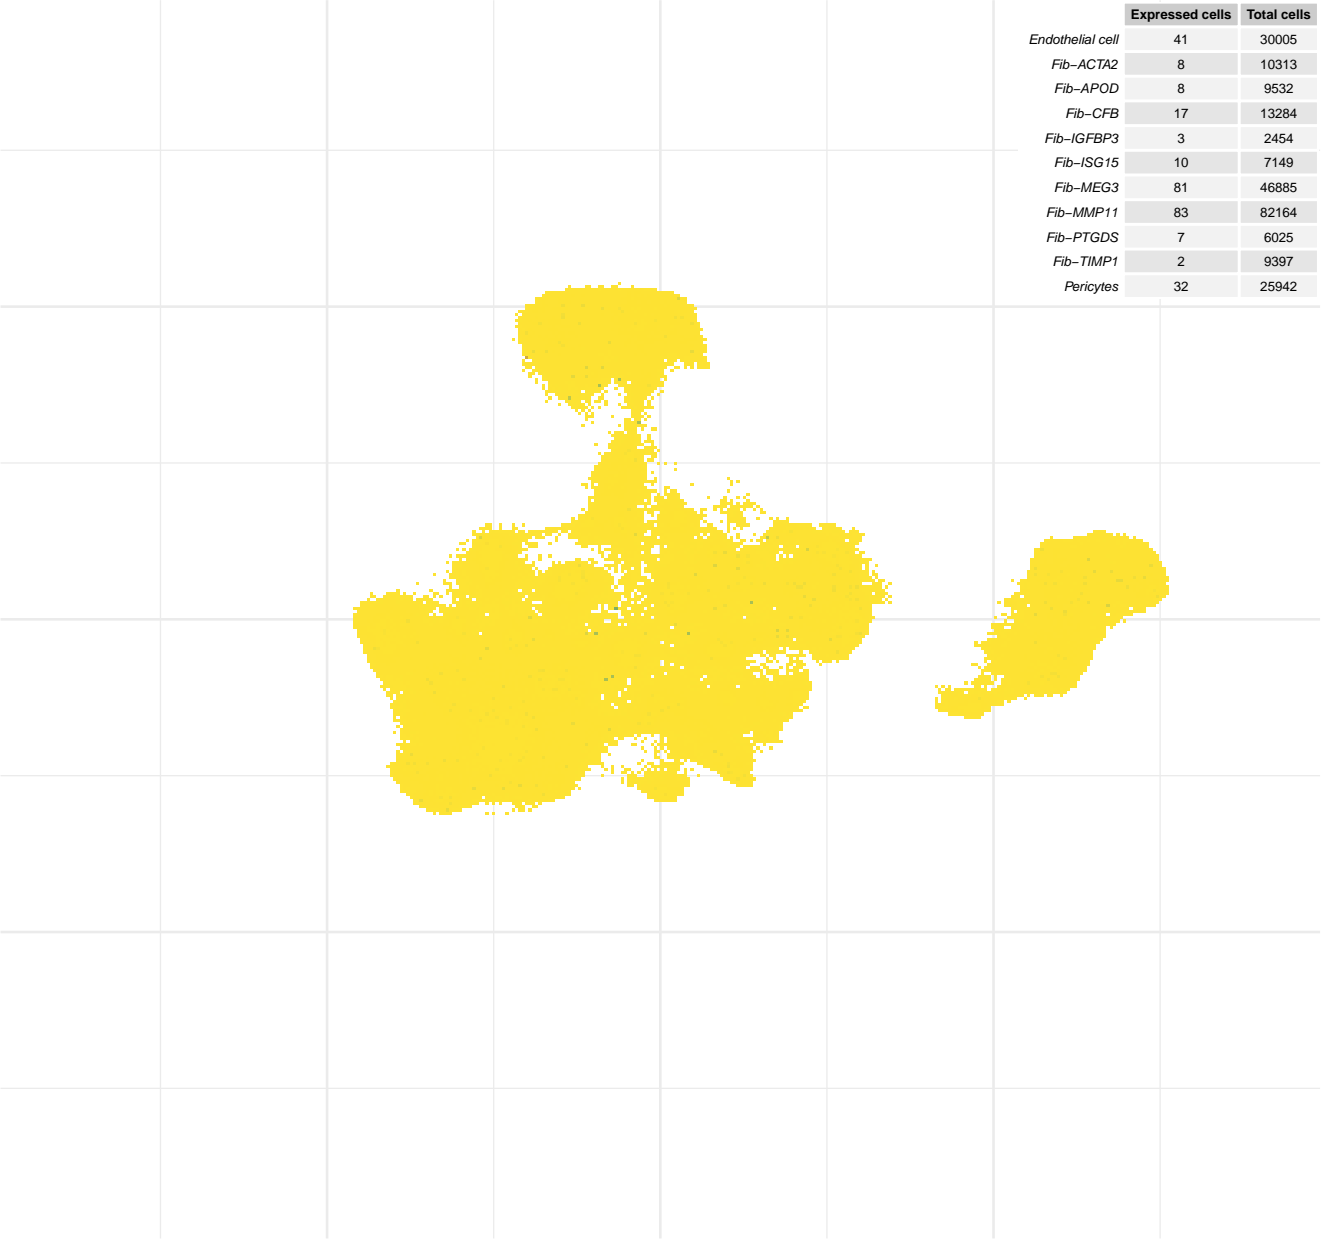 Expressed cells Total cells
Endothelial cell 41 30005
Fib−ACTA2 8 10313
Fib−APOD 8 9532
Fib−CFB 17 13284
Fib−IGFBP3 3 2454
Fib−ISG15 10 7149
Fib−MEG3 81 46885
Fib−MMP11 83 82164
Fib−PTGDS 7 6025
Fib−TIMP1 2 9397
Pericytes 32 25942